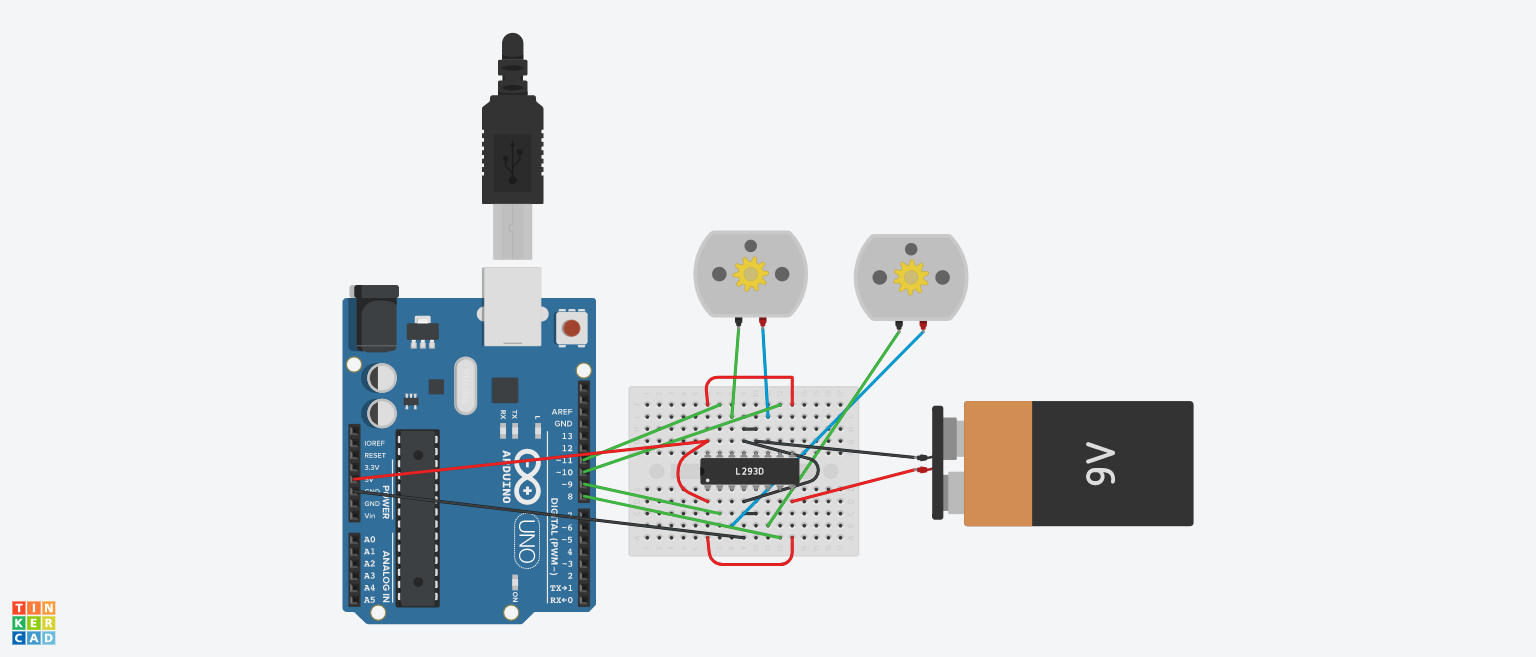 AREF
GND
13
12
~11
~10
~9
8
7
~6
~5
4
~3
2
TX→1
RX←0
DIGITAL (PWM~)
IOREF
RESET
3.3V
5V
GND
GND
Vin
POWER
A0
A1
A2
A3
A4
A5
ANALOG IN
RX
TX
L
ARDUINO
UNO
ON
L293D
9V
TIN
KER
CAD